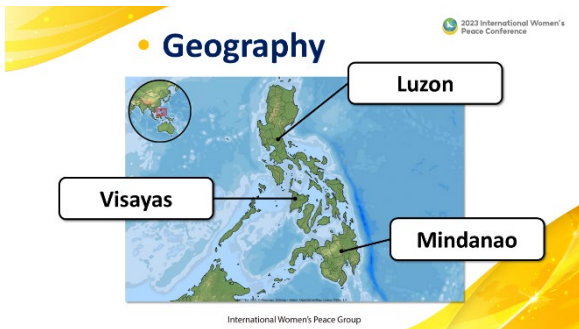 2023 International Women's
Peace Conference
• Geography
Luzon
Visayas
Mindanao
International Women's Peace Group